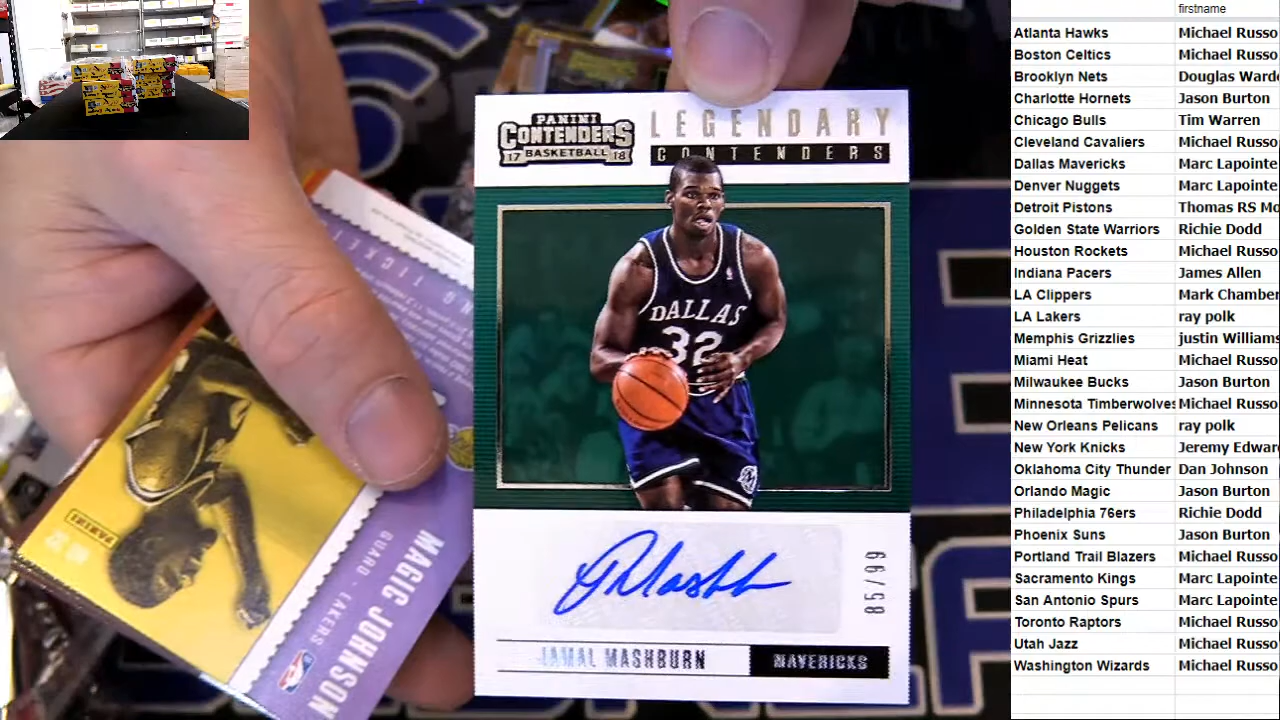 PANINI
CONTENDERS
17 BASKETBALL 18
LEGENDARY
CONTENDERS
DALLAS
32
85/99
JAMAL MASHBURN
MAVERICKS
PANINI
MAGIC JOHNSON
GUARD - LAKERS
firstname
Atlanta Hawks Michael Russo
Boston Celtics Michael Russo
Brooklyn Nets Douglas Ward
Charlotte Hornets Jason Burton
Chicago Bulls Tim Warren
Cleveland Cavaliers Michael Russo
Dallas Mavericks Marc Lapointe
Denver Nuggets Marc Lapointe
Detroit Pistons Thomas RS Mc
Golden State Warriors Richie Dodd
Houston Rockets Michael Russo
Indiana Pacers James Allen
LA Clippers Mark Chamber
LA Lakers ray polk
Memphis Grizzlies Justin Williams
Miami Heat Michael Russo
Milwaukee Bucks Jason Burton
Minnesota Timberwolves Michael Russo
New Orleans Pelicans ray polk
New York Knicks Jeremy Edwar
Oklahoma City Thunder Dan Johnson
Orlando Magic Jason Burton
Philadelphia 76ers Richie Dodd
Phoenix Suns Jason Burton
Portland Trail Blazers Michael Russo
Sacramento Kings Marc Lapointe
San Antonio Spurs Marc Lapointe
Toronto Raptors Michael Russo
Utah Jazz Michael Russo
Washington Wizards Michael Russo